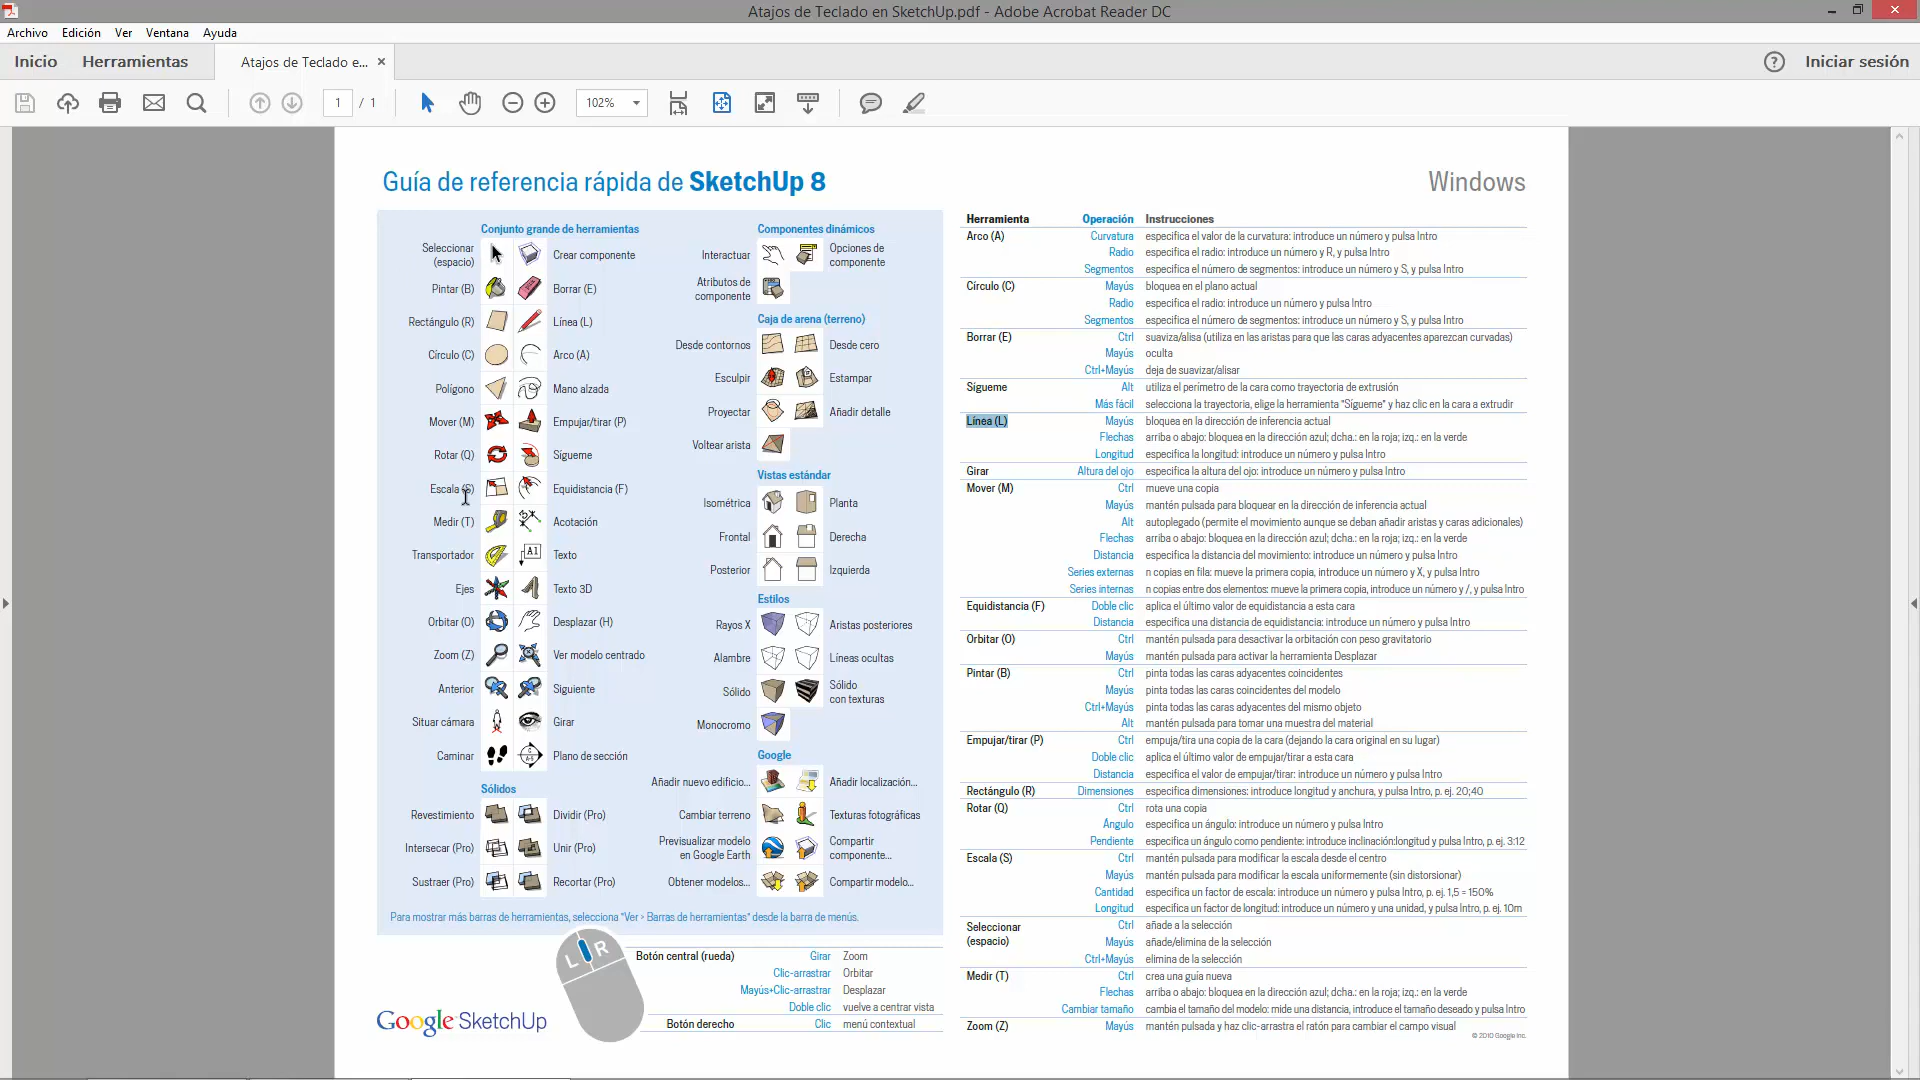 Atajos de Teclado en SketchUp.pdf - Adobe Acrobat Reader DC
Archivo Edición Ver Ventana Ayuda
Inicio Herramientas Atajos de Teclado e... × ? Iniciar sesión
1 / 1 102%
Guía de referencia rápida de SketchUp 8
Windows
Conjunto grande de herramientas
Seleccionar
(espacio)
Crear componente
Pintar (B) Borrar (E)
Rectángulo (R) Línea (L)
Círculo (C) Arco (A)
Polígono Mano alzada
Mover (M) Empujar/tirar (P)
Rotar (Q) Sígueme
Escala (S) Equidistancia (F)
Medir (T) Acotación
Transportador A1 Texto
Ejes Texto 3D
Orbitar (O) Desplazar (H)
Zoom (Z) Ver modelo centrado
Anterior Siguiente
Situar cámara Girar
Caminar Plano de sección
Sólidos
Revestimiento Dividir (Pro)
Intersecar (Pro) Unir (Pro)
Sustraer (Pro) Recortar (Pro)
Componentes dinámicos
Interactuar
Opciones de
componente
Atributos de
componente
Caja de arena (terreno)
Desde contornos Desde cero
Esculpir Estampar
Proyectar Añadir detalle
Voltear arista
Vistas estándar
Isométrica Planta
Frontal Derecha
Posterior Izquierda
Estilos
Rayos X Aristas posteriores
Alambre Líneas ocultas
Sólido
Sólido
con texturas
Monocromo
Google
Añadir nuevo edificio... Añadir localización...
Cambiar terreno Texturas fotográficas
Previsualizar modelo
en Google Earth
Compartir
componente...
Obtener modelos... Compartir modelo...
Para mostrar más barras de herramientas, selecciona "Ver > Barras de herramientas" desde la barra de menús.
L R
Botón central (rueda) Girar Zoom
Clic-arrastrar Orbitar
Mayús+Clic-arrastrar Desplazar
Doble clic vuelve a centrar vista
Botón derecho Clic menú contextual
Google SketchUp
Herramienta Operación Instrucciones
Arco (A) Curvatura especifica el valor de la curvatura: introduce un número y pulsa Intro
Radio especifica el radio: introduce un número y R, y pulsa Intro
Segmentos especifica el número de segmentos: introduce un número y S, y pulsa Intro
Círculo (C) Mayús bloquea en el plano actual
Radio especifica el radio: introduce un número y pulsa Intro
Segmentos especifica el número de segmentos: introduce un número y S, y pulsa Intro
Borrar (E) Ctrl suaviza/alisa (utiliza en las aristas para que las caras adyacentes aparezcan curvadas)
Mayús oculta
Ctrl+Mayús deja de suavizar/alisar
Sígueme Alt utiliza el perímetro de la cara como trayectoria de extrusión
Más fácil selecciona la trayectoria, elige la herramienta "Sígueme" y haz clic en la cara a extrudir
Línea (L) Mayús bloquea en la dirección de inferencia actual
Flechas arriba o abajo: bloquea en la dirección azul; dcha.: en la roja; izq.: en la verde
Longitud especifica la longitud: introduce un número y pulsa Intro
Girar Altura del ojo especifica la altura del ojo: introduce un número y pulsa Intro
Mover (M) Ctrl mueve una copia
Mayús mantén pulsada para bloquear en la dirección de inferencia actual
Alt autoplegado (permite el movimiento aunque se deban añadir aristas y caras adicionales)
Flechas arriba o abajo: bloquea en la dirección azul; dcha.: en la roja; izq.: en la verde
Distancia especifica la distancia del movimiento: introduce un número y pulsa Intro
Series externas n copias en fila: mueve la primera copia, introduce un número y X, y pulsa Intro
Series internas n copias entre dos elementos: mueve la primera copia, introduce un número y /, y pulsa Intro
Equidistancia (F) Doble clic aplica el último valor de equidistancia a esta cara
Distancia especifica una distancia de equidistancia: introduce un número y pulsa Intro
Orbitar (O) Ctrl mantén pulsada para desactivar la orbitación con peso gravitatorio
Mayús mantén pulsada para activar la herramienta Desplazar
Pintar (B) Ctrl pinta todas las caras adyacentes coincidentes
Mayús pinta todas las caras coincidentes del modelo
Ctrl+Mayús pinta todas las caras adyacentes del mismo objeto
Alt mantén pulsada para tomar una muestra del material
Empujar/tirar (P) Ctrl empuja/tira una copia de la cara (dejando la cara original en su lugar)
Doble clic aplica el último valor de empujar/tirar a esta cara
Distancia especifica el valor de empujar/tirar: introduce un número y pulsa Intro
Rectángulo (R) Dimensiones especifica dimensiones: introduce longitud y anchura, y pulsa Intro, p. ej. 20;40
Rotar (Q) Ctrl rota una copia
Ángulo especifica un ángulo: introduce un número y pulsa Intro
Pendiente especifica un ángulo como pendiente: introduce inclinación:longitud y pulsa Intro, p. ej. 3:12
Escala (S) Ctrl mantén pulsada para modificar la escala desde el centro
Mayús mantén pulsada para modificar la escala uniformemente (sin distorsionar)
Cantidad especifica un factor de escala: introduce un número y pulsa Intro, p. ej. 1,5 = 150%
Longitud especifica un factor de longitud: introduce un número y una unidad, y pulsa Intro, p. ej. 10m
Seleccionar
(espacio)
Ctrl añade a la selección
Mayús añade/elimina de la selección
Ctrl+Mayús elimina de la selección
Medir (T) Ctrl crea una guía nueva
Flechas arriba o abajo: bloquea en la dirección azul; dcha.: en la roja; izq.: en la verde
Cambiar tamaño cambia el tamaño del modelo: mide una distancia, introduce el tamaño deseado y pulsa Intro
Zoom (Z) Mayús mantén pulsada y haz clic-arrastra el ratón para cambiar el campo visual
© 2010 Google Inc.